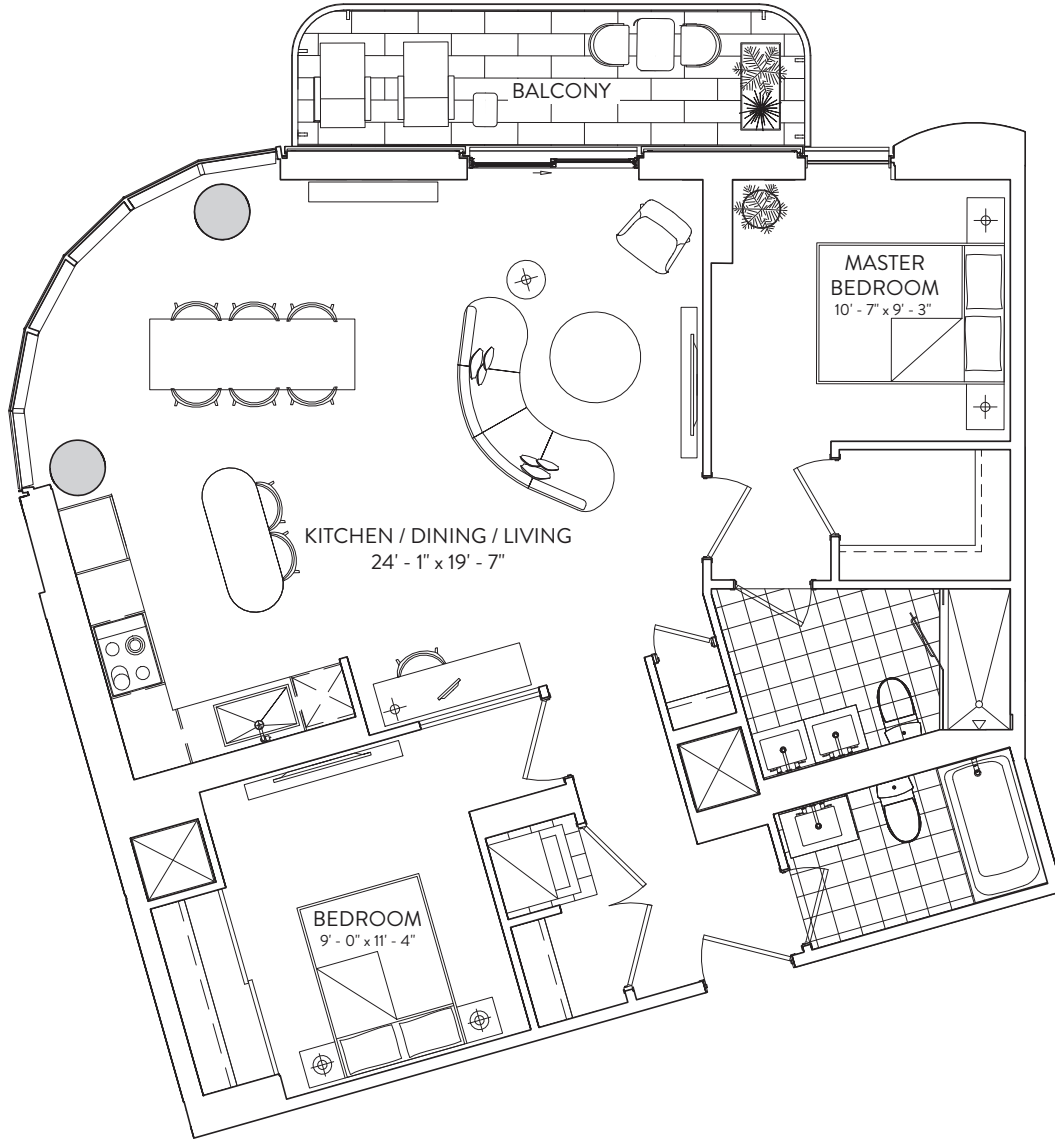 BALCONY
MASTER
BEDROOM
10' - 7" x 9' - 3"
KITCHEN / DINING / LIVING
24' - 1" x 19' - 7"
BEDROOM
9' - 0" x 11' - 4"